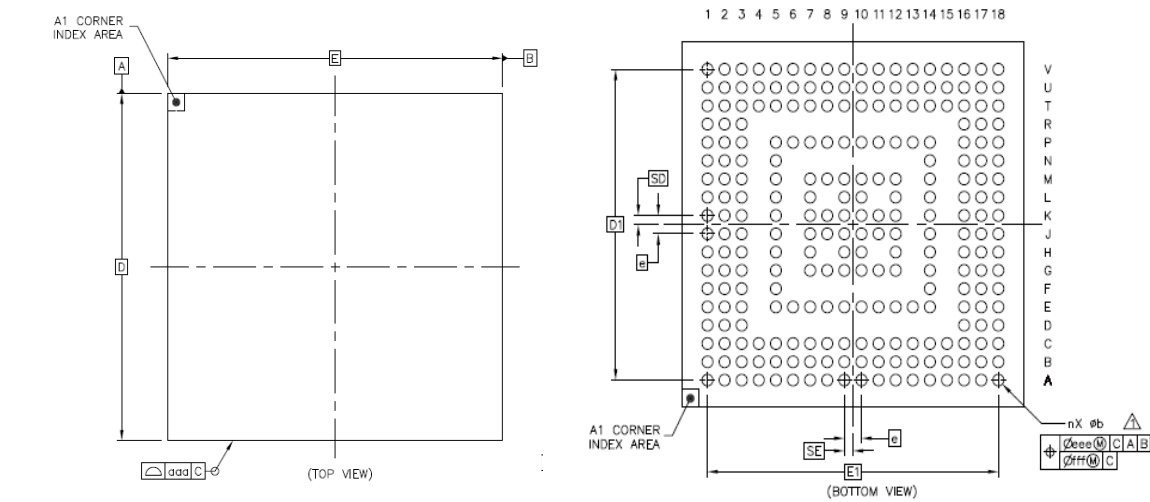 A1 CORNER
INDEX AREA
A
E
B
D
aaa C
(TOP VIEW)
1 2 3 4 5 6 7 8 9 10 11 12 13 14 15 16 17 18
V
U
T
R
P
N
M
L
K
J
H
G
F
E
D
C
B
A
SD
D1
e
A1 CORNER
INDEX AREA
SE
e
E1
(BOTTOM VIEW)
nX øb 1
Øeee Ⓜ C A B
Øfff Ⓜ C